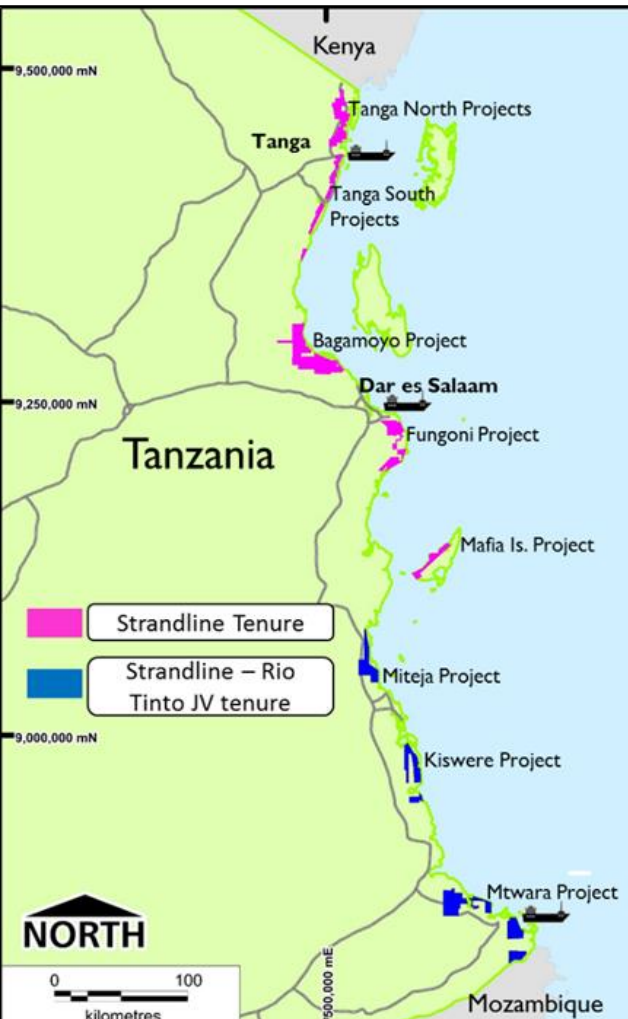 Kenya
9,500,000 mN
Tanga North Projects
Tanga
Tanga South
Projects
Bagamoyo Project
Dar es Salaam
9,250,000 mN
Fungoni Project
Tanzania
Mafia Is. Project
Strandline Tenure
Strandline – Rio
Tinto JV tenure
Miteja Project
9,000,000 mN
Kiswere Project
Mtwara Project
NORTH
0 100
kilometres
500,000 mE
Mozambique